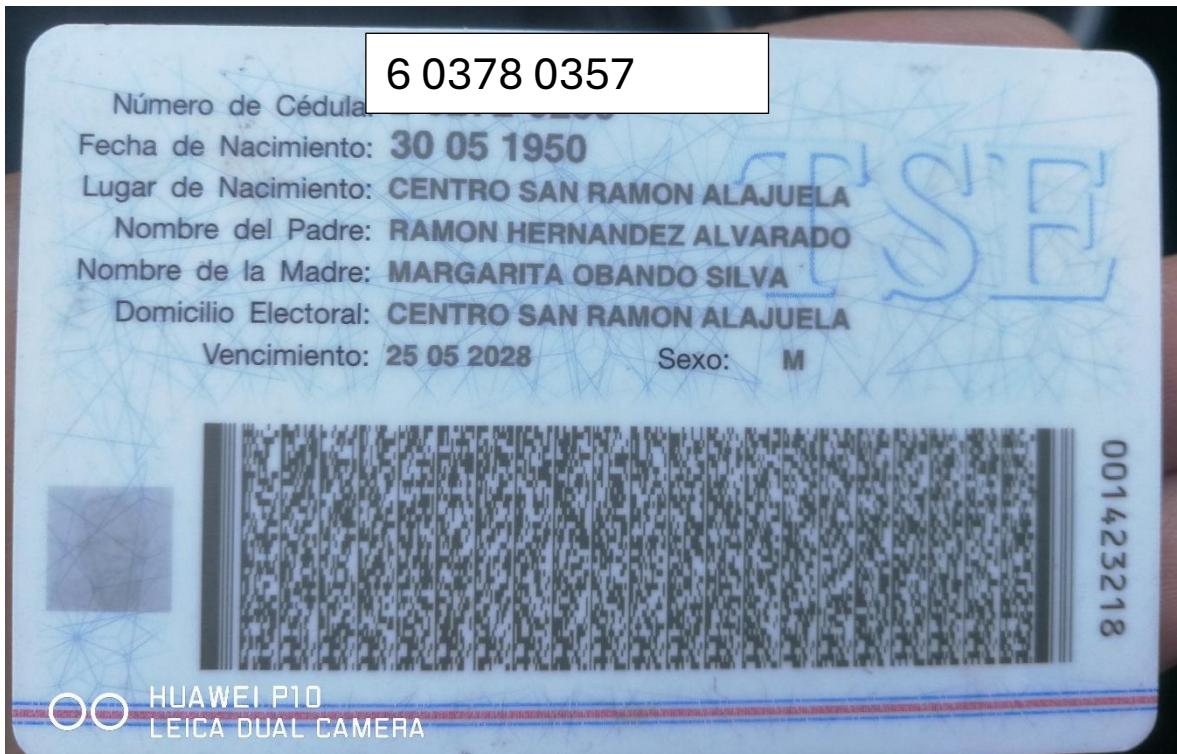 6 0378 0357
Número de Cédula:
Fecha de Nacimiento: 30 05 1950
Lugar de Nacimiento: CENTRO SAN RAMON ALAJUELA
Nombre del Padre: RAMON HERNANDEZ ALVARADO
Nombre de la Madre: MARGARITA OBANDO SILVA
Domicilio Electoral: CENTRO SAN RAMON ALAJUELA
Vencimiento: 25 05 2028 Sexo: M
TSE
001423218
HUAWEI P10
LEICA DUAL CAMERA